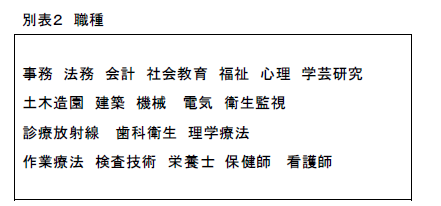 別表2 職種
事務 法務 会計 社会教育 福祉 心理 学芸研究
土木造園 建築 機械 電気 衛生監視
診療放射線 歯科衛生 理学療法
作業療法 検査技術 栄養士 保健師 看護師